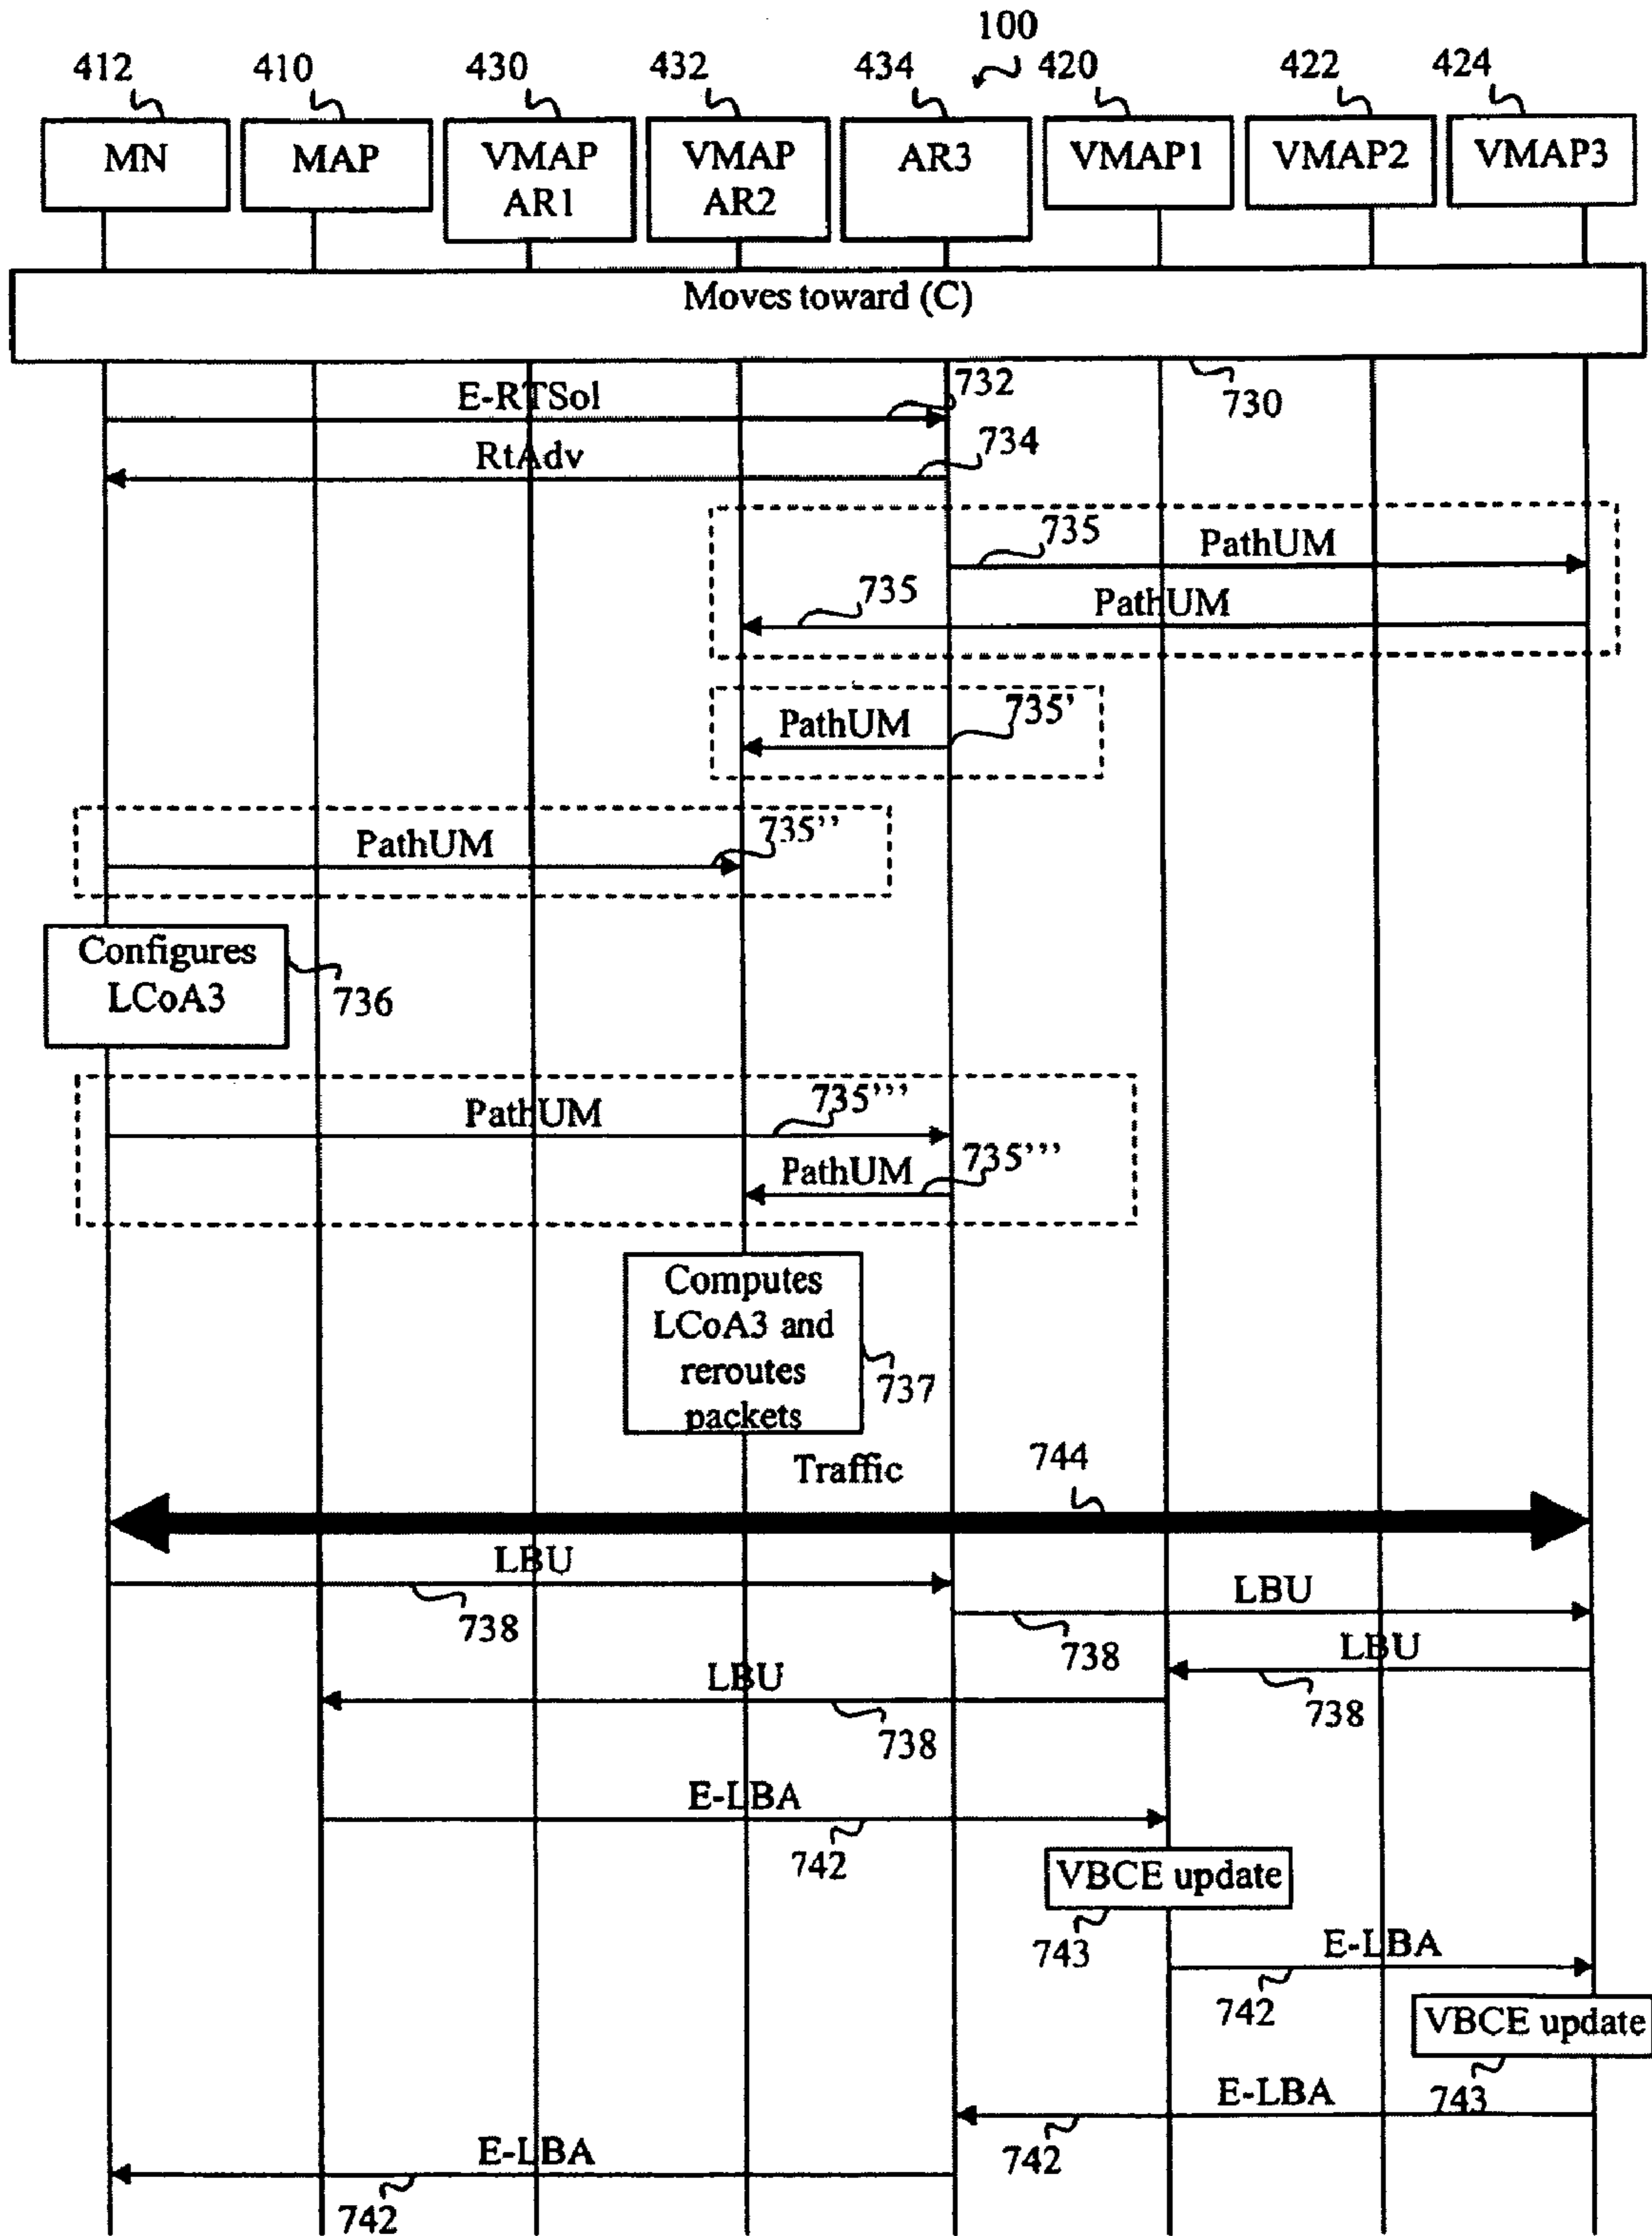 100
412 410 430 432 434 420 422 424
MN
MAP
VMAP
AR1
VMAP
AR2
AR3
VMAP1
VMAP2
VMAP3
Moves toward (C)
730
E-RTSol
732
RtAdv
734
735
PathUM
735
PathUM
PathUM
735'
PathUM
735''
Configures
LCoA3
736
PathUM
735'''
PathUM
735'''
Computes
LCoA3 and
reroutes
packets
737
Traffic
744
LBU
738
LBU
738
LBU
738
LBU
738
E-LBA
742
VBCE update
743
E-LBA
742
VBCE update
743
E-LBA
742
E-LBA
742